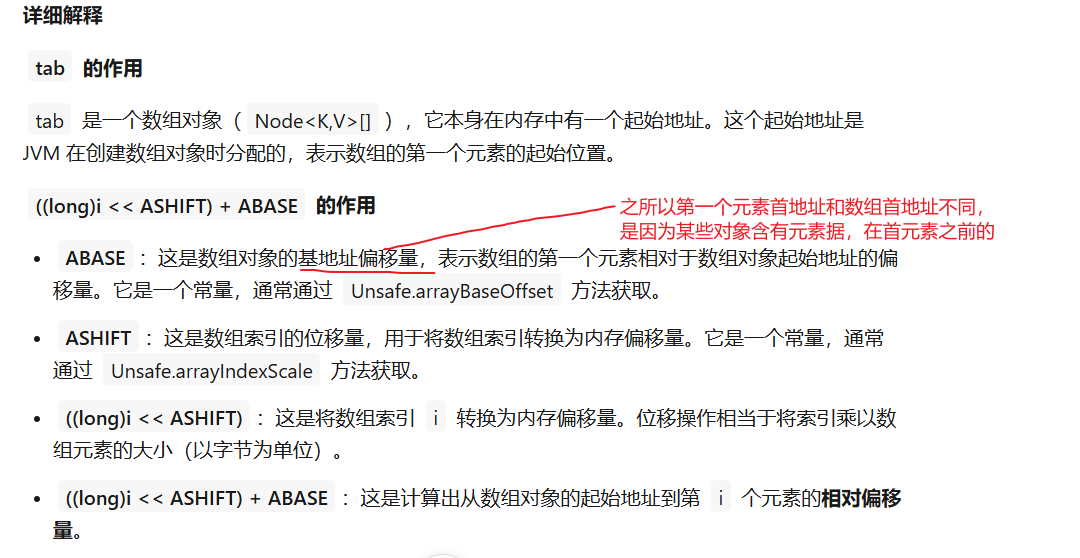 详细解释
tab 的作用
tab 是一个数组对象（ Node<K,V>[] ），它本身在内存中有一个起始地址。这个起始地址是
JVM 在创建数组对象时分配的，表示数组的第一个元素的起始位置。
((long)i << ASHIFT) + ABASE 的作用
之所以第一个元素首地址和数组首地址不同，
是因为某些对象含有元素据，在首元素之前的
• ABASE ：这是数组对象的基地址偏移量，表示数组的第一个元素相对于数组对象起始地址的偏
移量。它是一个常量，通常通过 Unsafe.arrayBaseOffset 方法获取。
• ASHIFT ：这是数组索引的位移量，用于将数组索引转换为内存偏移量。它是一个常量，通常
通过 Unsafe.arrayIndexScale 方法获取。
• ((long)i << ASHIFT) ：这是将数组索引 i 转换为内存偏移量。位移操作相当于将索引乘以数
组元素的大小（以字节为单位）。
• ((long)i << ASHIFT) + ABASE ：这是计算出从数组对象的起始地址到第 i 个元素的相对偏移
量。